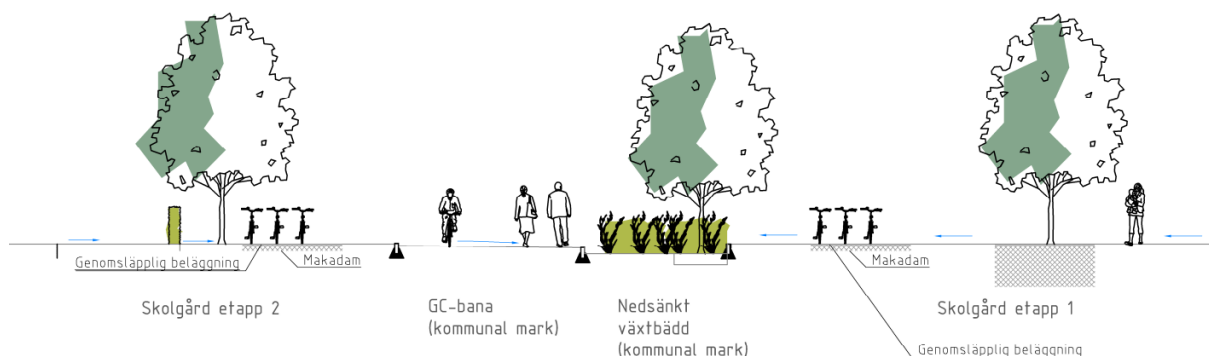 Genomsläpplig beläggning
Makadam
Skolgård etapp 2
GC-bana
(kommunal mark)
Nedsänkt
växtbädd
(kommunal mark)
Makadam
Skolgård etapp 1
Genomsläpplig beläggning